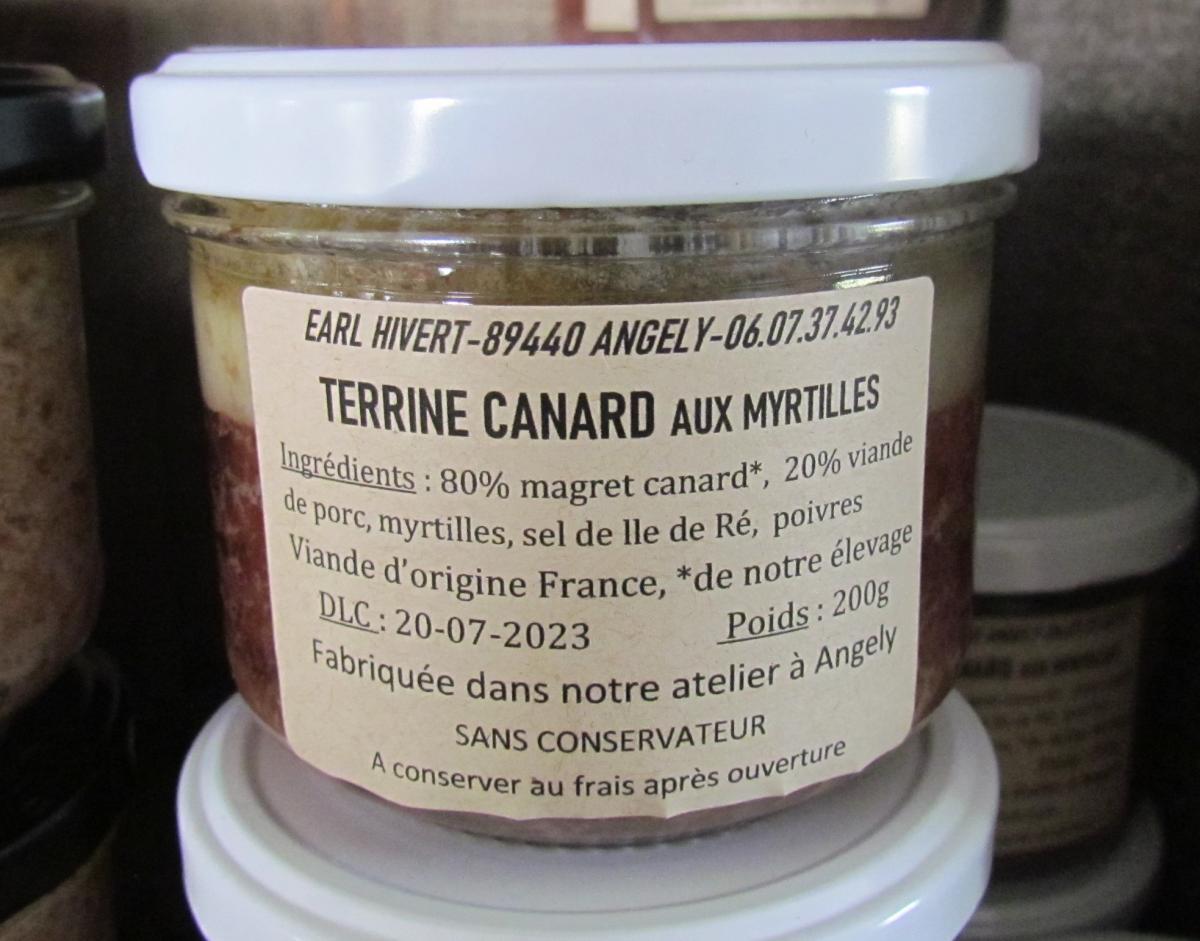 EARL HIVERT-89440 ANGELY-06.07.37.42.93
TERRINE CANARD AUX MYRTILLES
Ingrédients : 80% magret canard*, 20% viande
de porc, myrtilles, sel de lle de Ré, poivres
Viande d'origine France, *de notre élevage
DLC : 20-07-2023 Poids : 200g
Fabriquée dans notre atelier à Angely
SANS CONSERVATEUR
A conserver au frais après ouverture